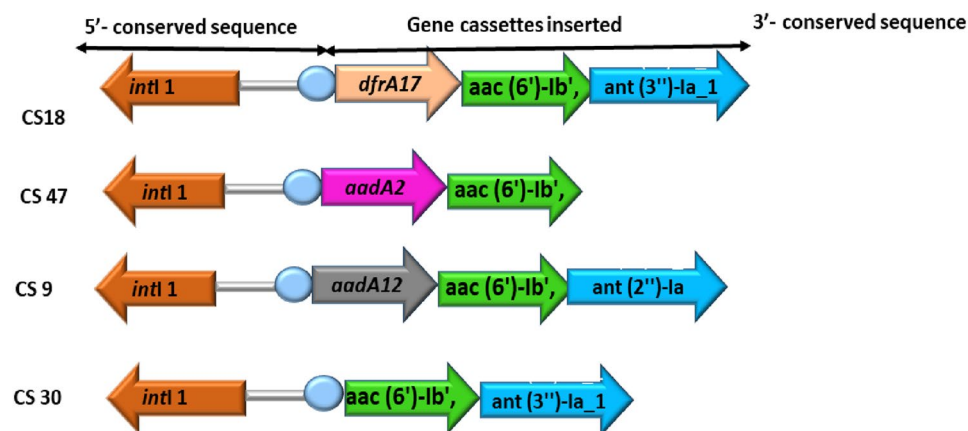 5'- conserved sequence Gene cassettes inserted 3'- conserved sequence
CS18 intI 1 dfrA17 aac (6')-Ib', ant (3'')-Ia_1
CS 47 intI 1 aadA2 aac (6')-Ib',
CS 9 intI 1 aadA12 aac (6')-Ib', ant (2'')-Ia
CS 30 intI 1 aac (6')-Ib', ant (3'')-Ia_1